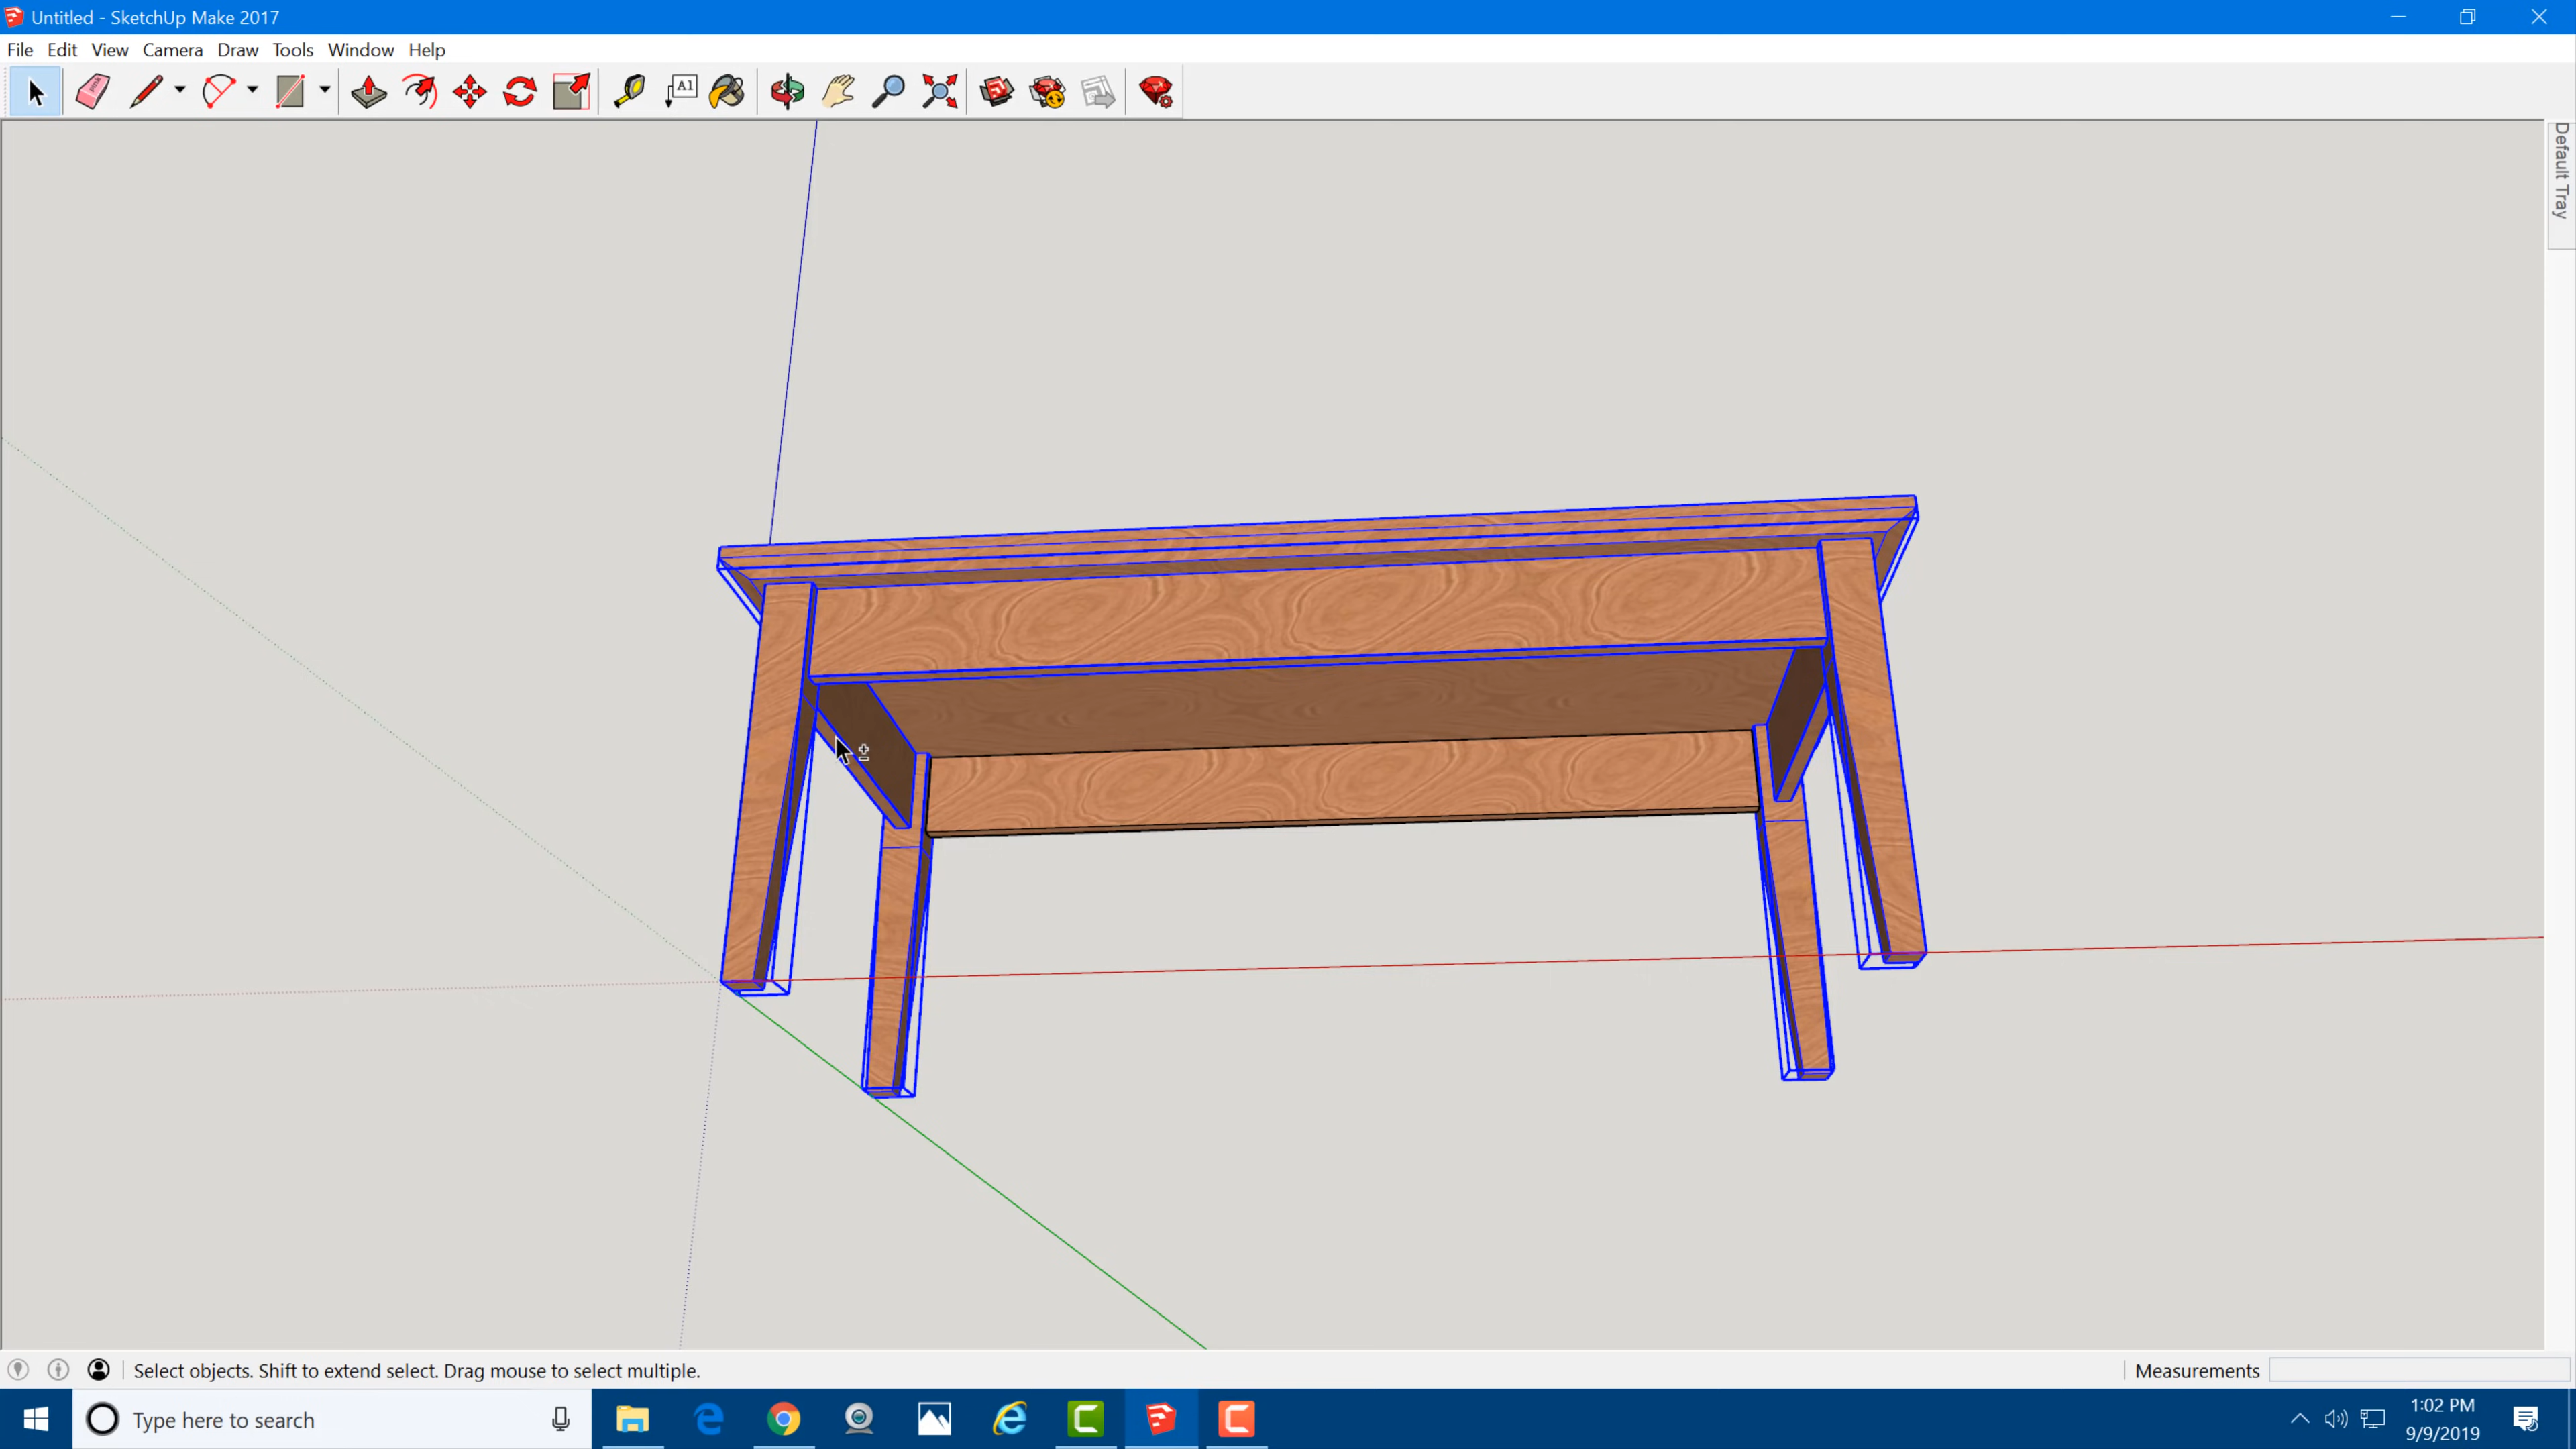 Untitled - SketchUp Make 2017
File Edit View Camera Draw Tools Window Help
A1
Default Tray
Select objects. Shift to extend select. Drag mouse to select multiple.
Measurements
Type here to search
1:02 PM
9/9/2019